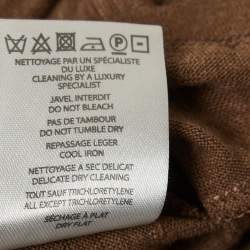 NETTOYAGE PAR UN SPÉCIALISTE
DU LUXE
CLEANING BY A LUXURY
SPECIALIST
JAVEL INTERDIT
DO NOT BLEACH
PAS DE TAMBOUR
DO NOT TUMBLE DRY
REPASSAGE LEGER
COOL IRON
NETTOYAGE A SEC DELICAT
DELICATE DRY CLEANING
TOUT SAUF TRICHLORETYLENE
ALL EXCEPT TRICHLORETYLENE
SÉCHAGE À PLAT
DRY FLAT